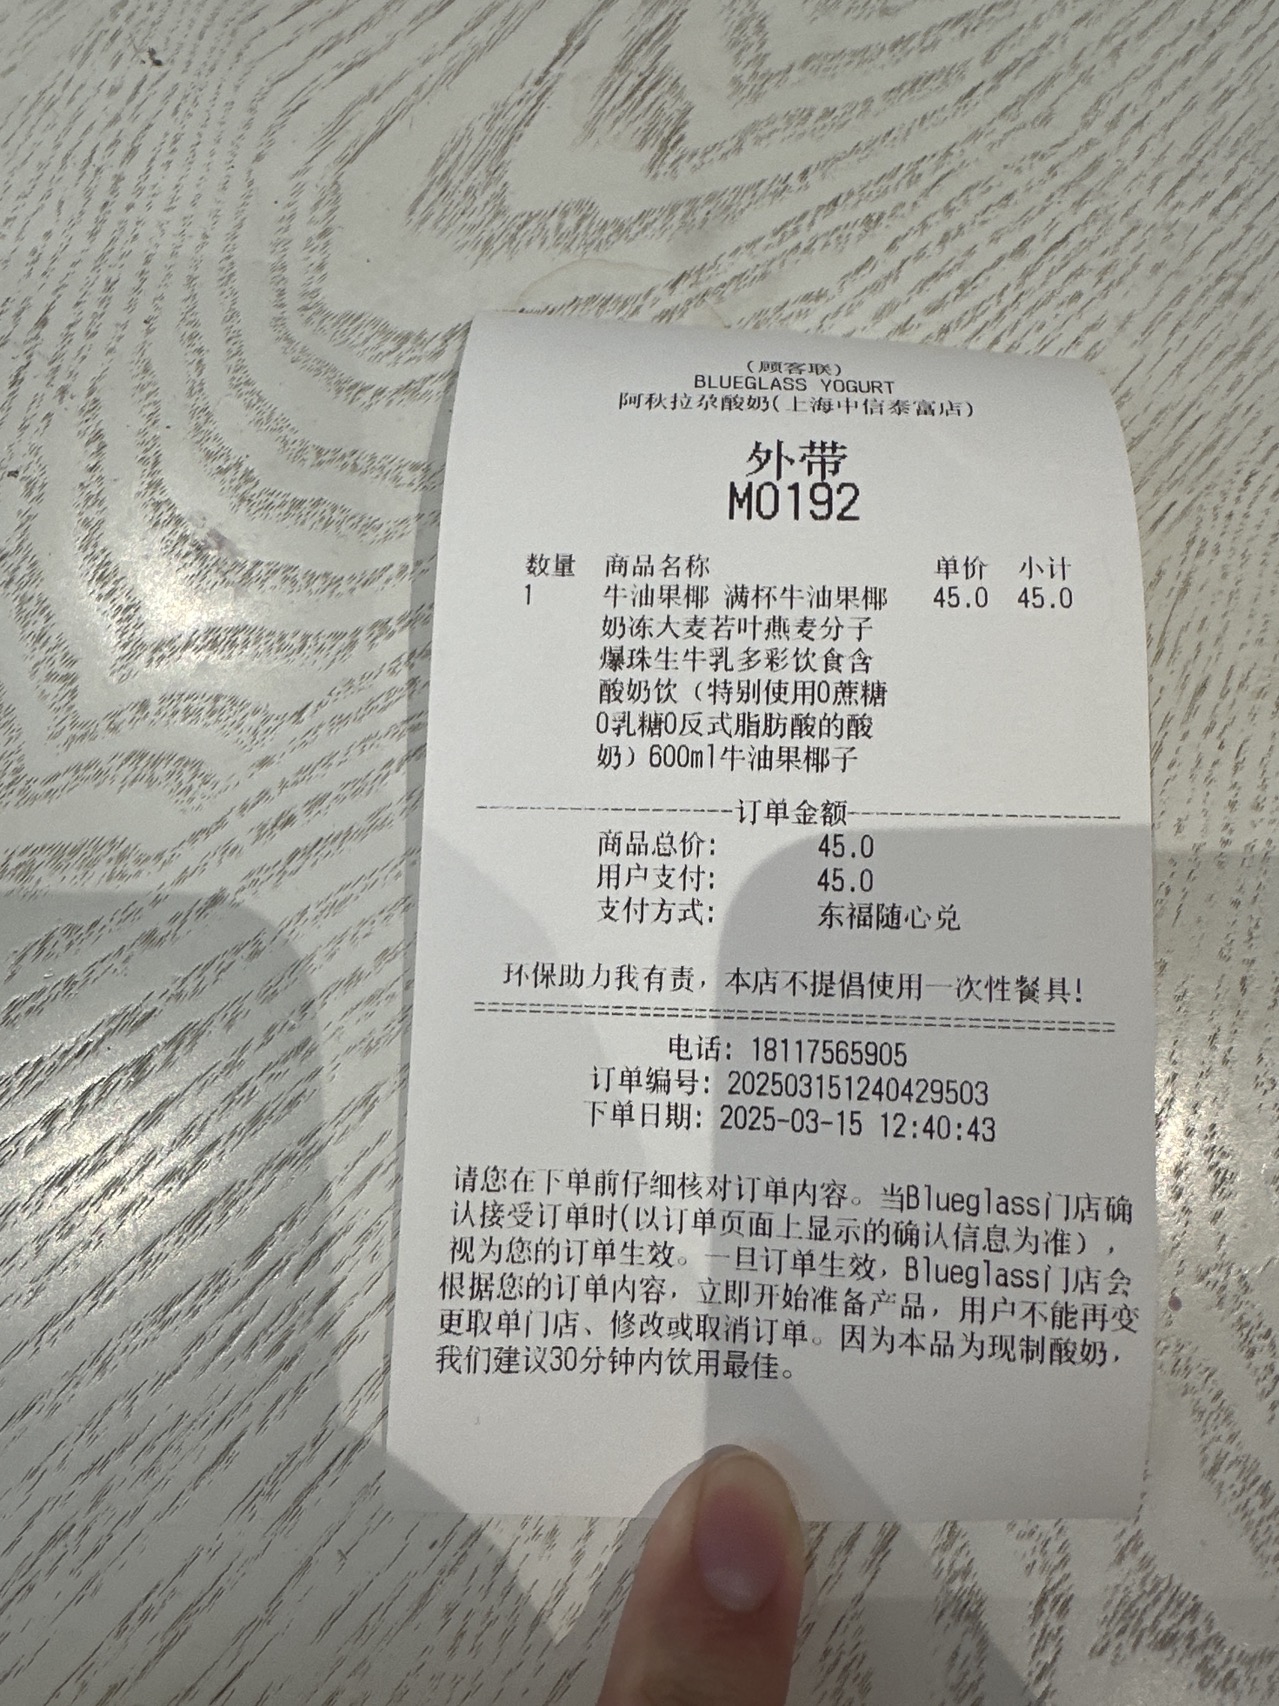 (顾客联)
BLUEGLASS YOGURT
阿秋拉尕酸奶(上海中信泰富店)
外带
M0192
数量 商品名称 单价 小计
1 牛油果椰 满杯牛油果椰 45.0 45.0
奶冻大麦若叶燕麦分子
爆珠生牛乳多彩饮食含
酸奶饮（特别使用0蔗糖
0乳糖0反式脂肪酸的酸
奶）600ml牛油果椰子
--------------------订单金额--------------------
商品总价: 45.0
用户支付: 45.0
支付方式: 东福随心兑
环保助力我有责，本店不提倡使用一次性餐具!
================================================
电话: 18117565905
订单编号: 202503151240429503
下单日期: 2025-03-15 12:40:43
请您在下单前仔细核对订单内容。当Blueglass门店确
认接受订单时(以订单页面上显示的确认信息为准），
视为您的订单生效。一旦订单生效，Blueglass门店会
根据您的订单内容，立即开始准备产品，用户不能再变
更取单门店、修改或取消订单。因为本品为现制酸奶，
我们建议30分钟内饮用最佳。